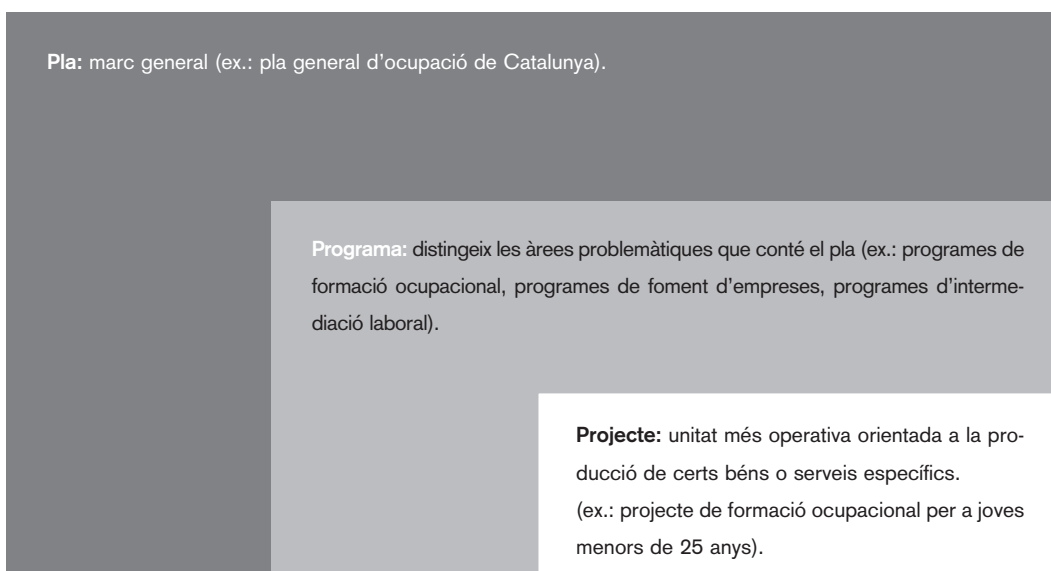 Pla: marc general (ex.: pla general d’ocupació de Catalunya).
Programa: distingeix les àrees problemàtiques que conté el pla (ex.: programes de
formació ocupacional, programes de foment d’empreses, programes d’interme-
diació laboral).
Projecte: unitat més operativa orientada a la pro-
ducció de certs béns o serveis específics.
(ex.: projecte de formació ocupacional per a joves
menors de 25 anys).